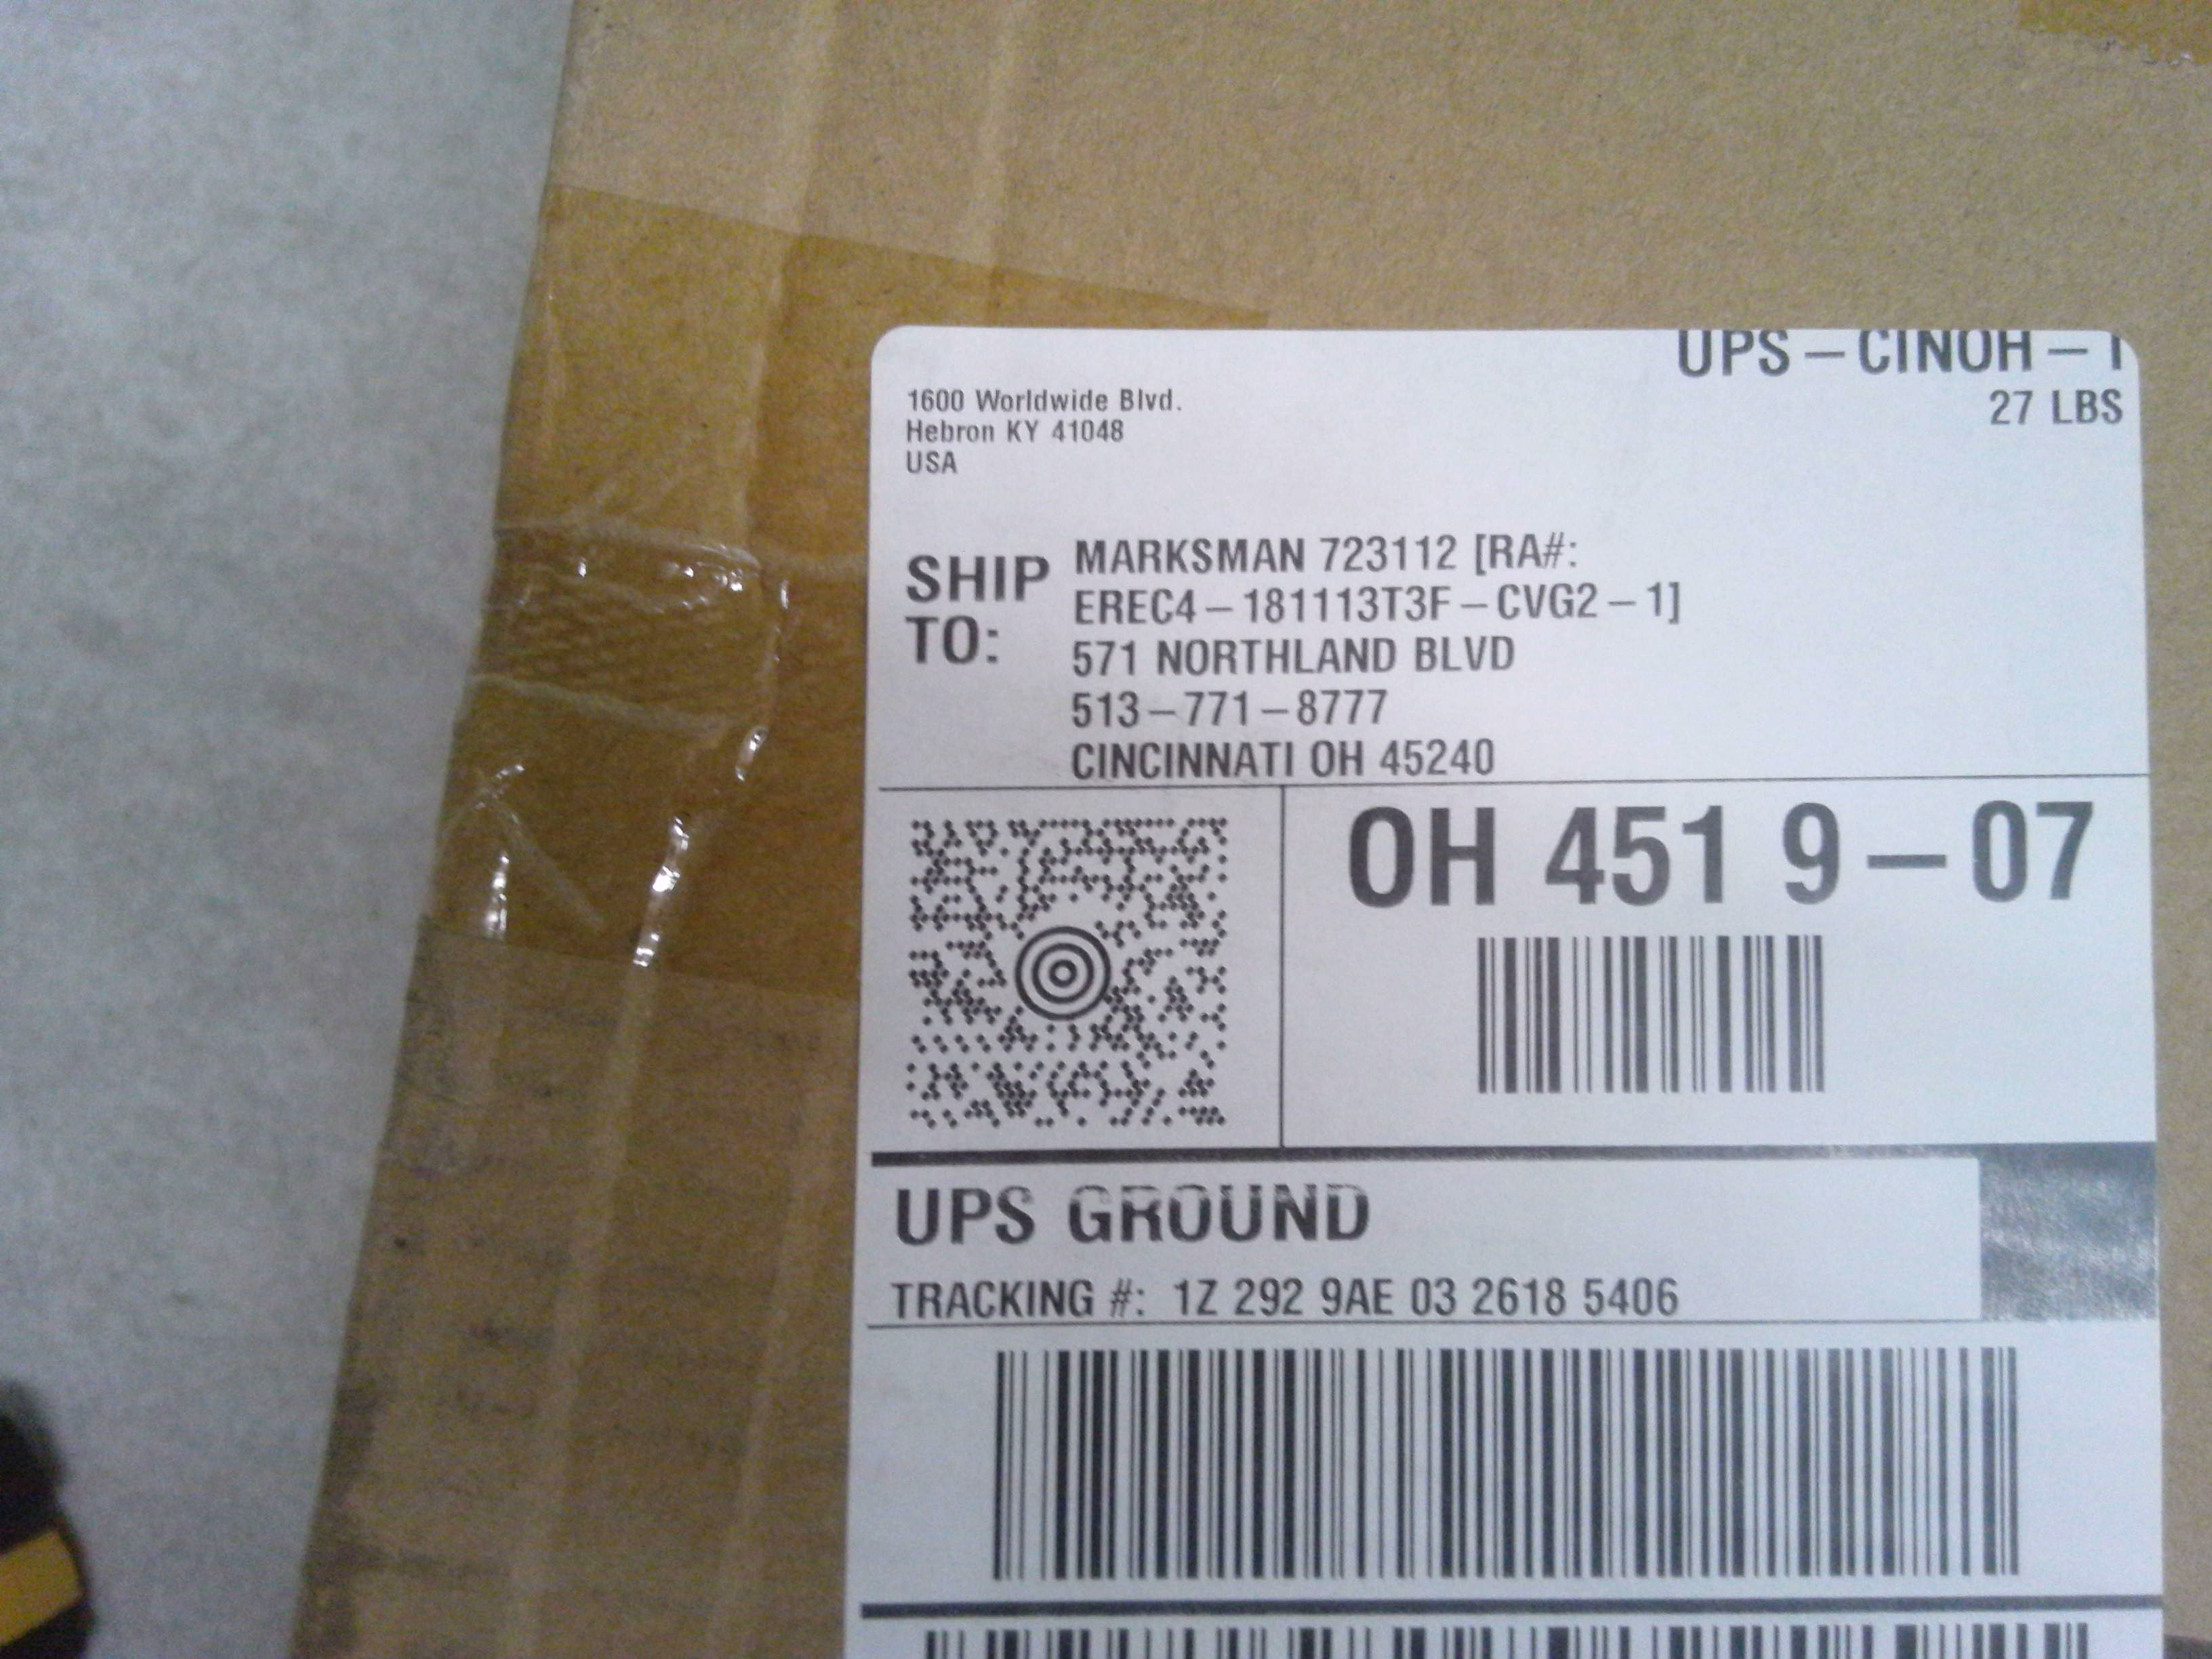 UPS – CINOH – 1
27 LBS
1600 Worldwide Blvd.
Hebron KY 41048
USA
SHIP TO:
MARKSMAN 723112 [RA#:
EREC4 – 181113T3F – CVG2 – 1]
571 NORTHLAND BLVD
513 – 771 – 8777
CINCINNATI OH 45240
OH 451 9 – 07
UPS GROUND
TRACKING #: 1Z 292 9AE 03 2618 5406